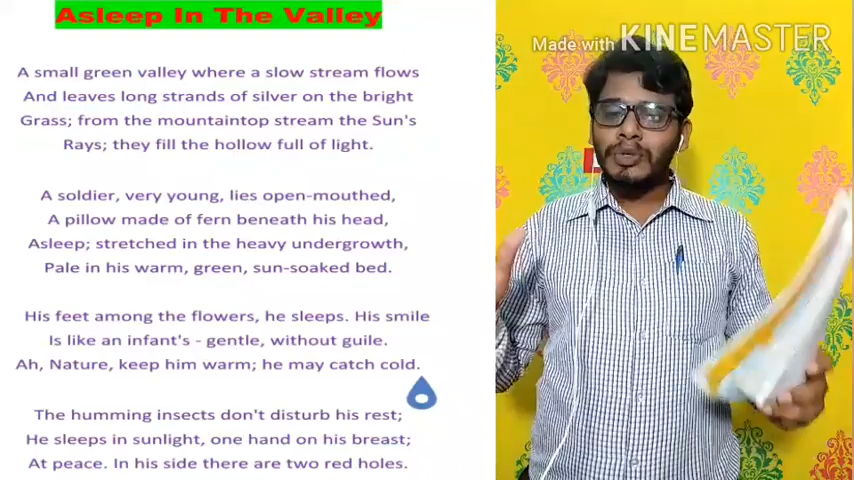 Asleep In The Valley
Made with KINEMASTER
A small green valley where a slow stream flows
And leaves long strands of silver on the bright
Grass; from the mountaintop stream the Sun's
Rays; they fill the hollow full of light.
A soldier, very young, lies open-mouthed,
A pillow made of fern beneath his head,
Asleep; stretched in the heavy undergrowth,
Pale in his warm, green, sun-soaked bed.
His feet among the flowers, he sleeps. His smile
Is like an infant's - gentle, without guile.
Ah, Nature, keep him warm; he may catch cold.
The humming insects don't disturb his rest;
He sleeps in sunlight, one hand on his breast;
At peace. In his side there are two red holes.